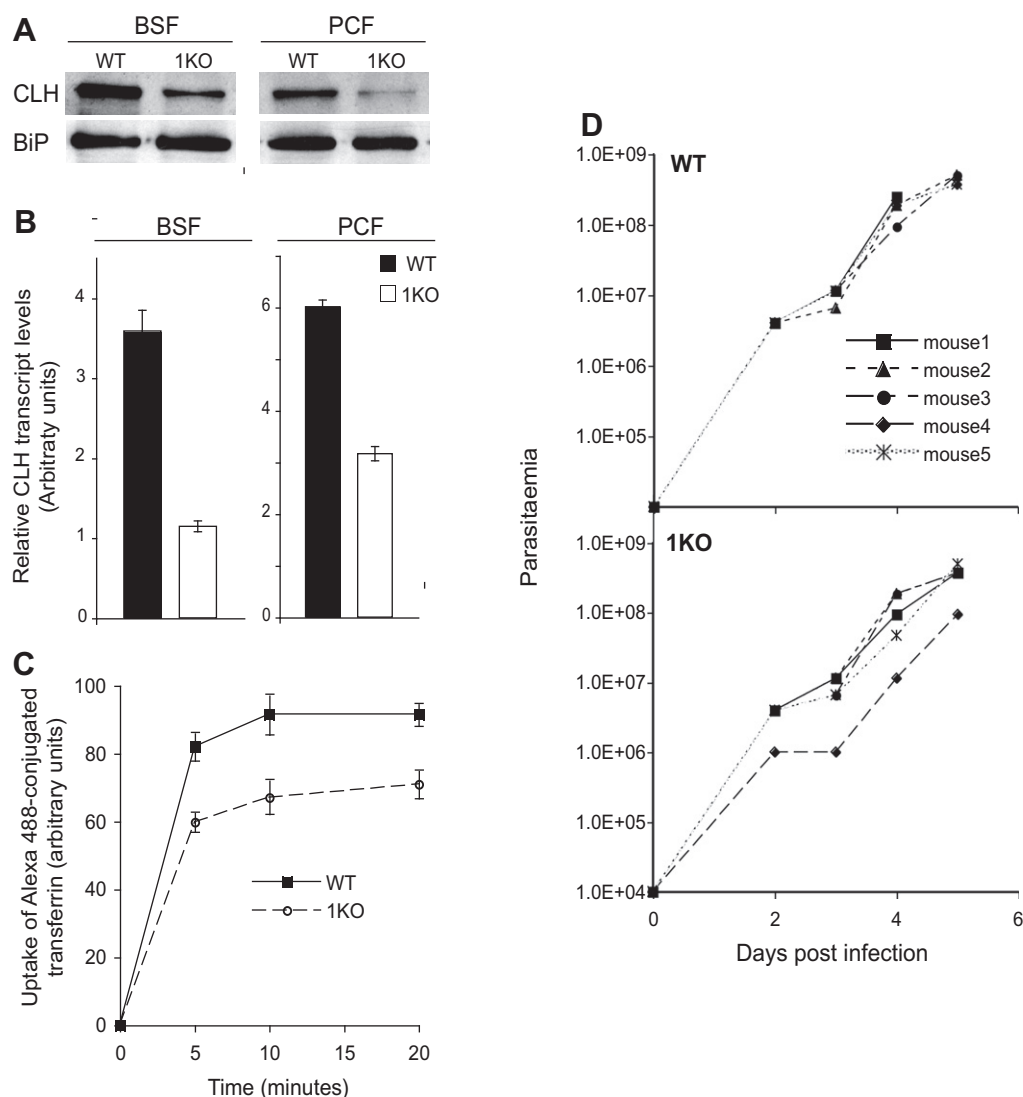 A
BSF
PCF
WT
1KO
WT
1KO
CLH
BiP
B
BSF
PCF
Relative CLH transcript levels
(Arbitraty units)
4
3
2
1
0
6
4
2
0
WT
1KO
C
Uptake of Alexa 488-conjugated
transferrin (arbitrary units)
100
80
60
40
20
0
WT
1KO
0
5
10
15
20
Time (minutes)
D
Parasitaemia
1.0E+09
1.0E+08
1.0E+07
1.0E+06
1.0E+05
WT
mouse1
mouse2
mouse3
mouse4
mouse5
1.0E+09
1.0E+08
1.0E+07
1.0E+06
1.0E+05
1.0E+04
1KO
0
2
4
6
Days post infection